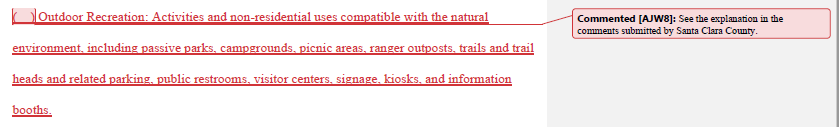 (__) Outdoor Recreation: Activities and non-residential uses compatible with the natural
environment, including passive parks, campgrounds, picnic areas, ranger outposts, trails and trail
heads and related parking, public restrooms, visitor centers, signage, kiosks, and information
booths.
Commented [AJW8]: See the explanation in the
comments submitted by Santa Clara County.